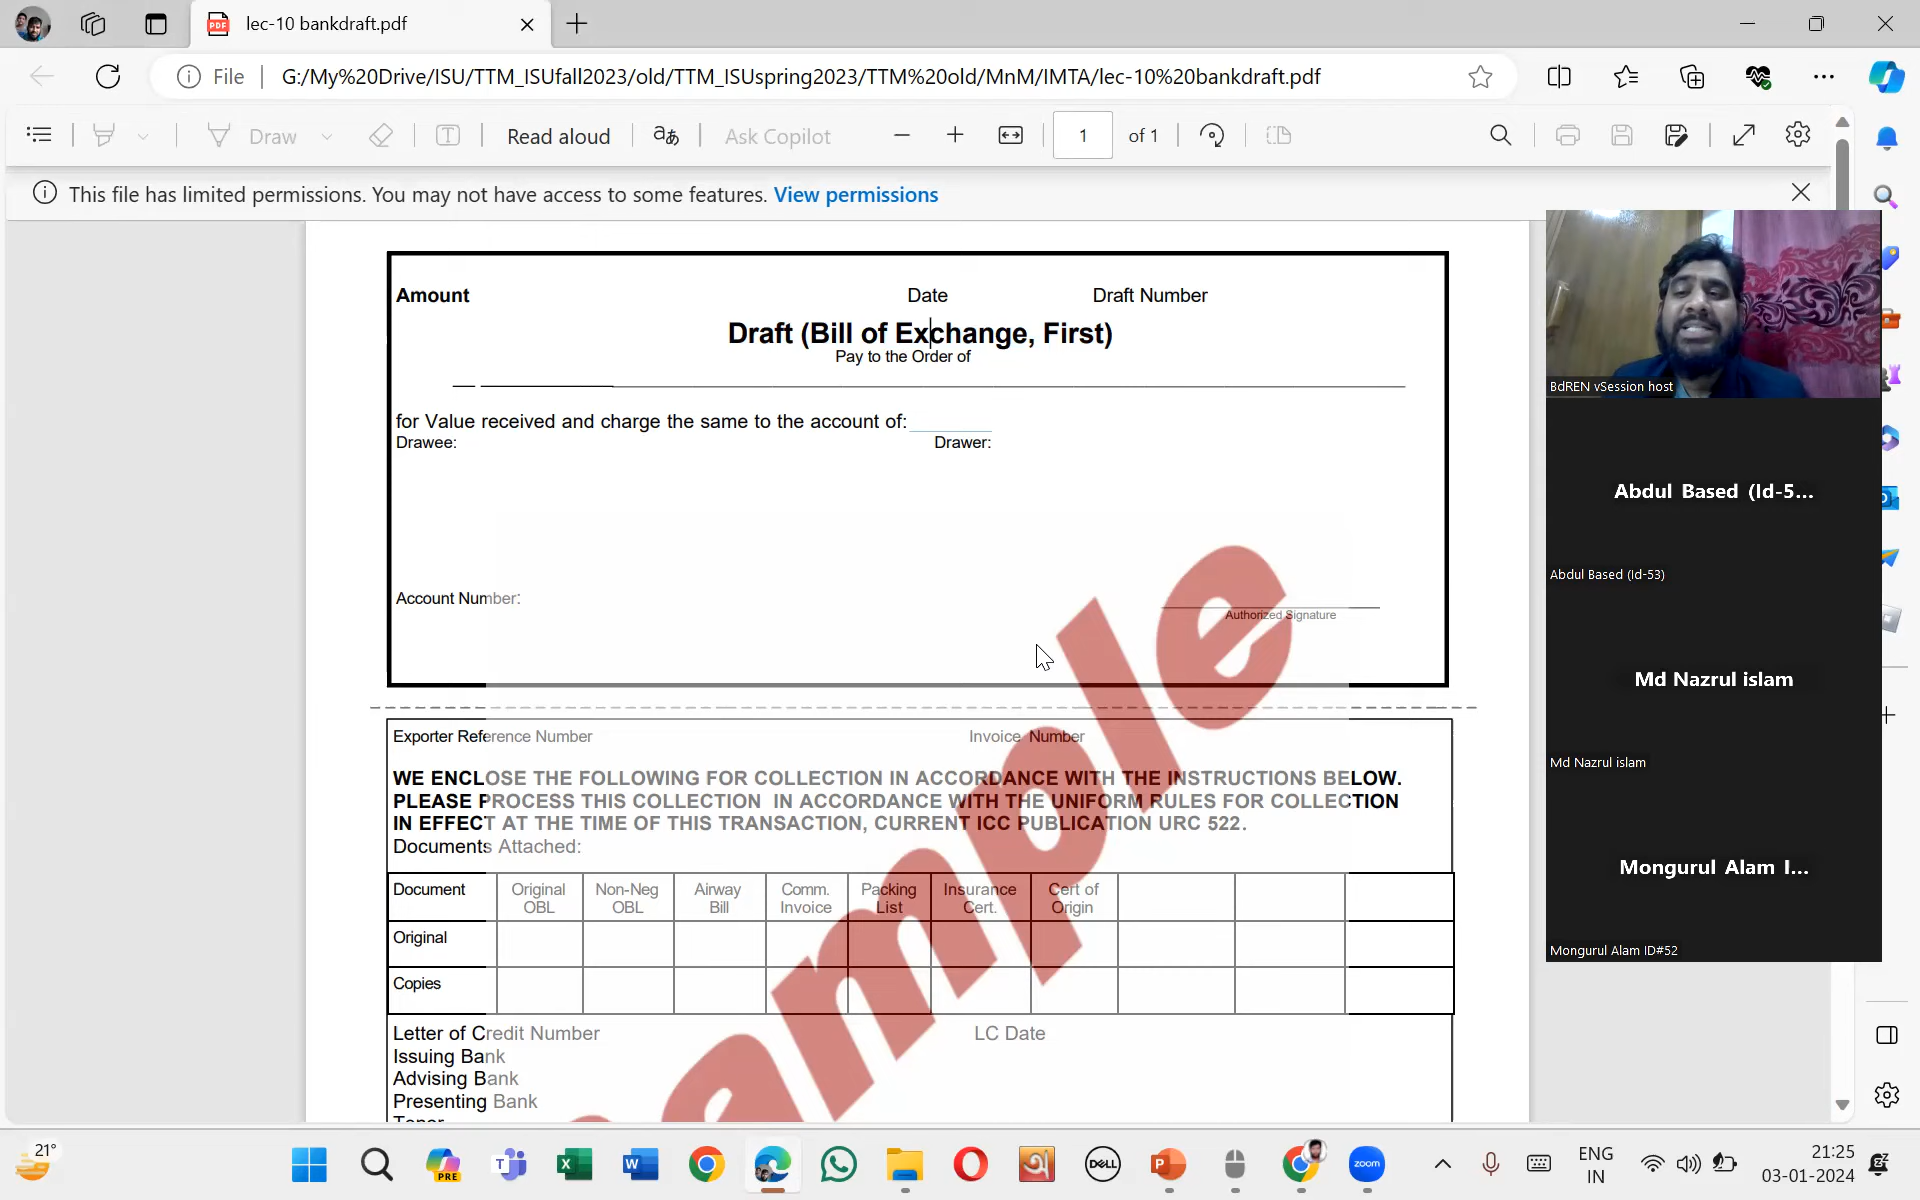 lec-10 bankdraft.pdf
File
G:/My%20Drive/ISU/TTM_ISUfall2023/old/TTM_ISUspring2023/TTM%20old/MnM/IMTA/lec-10%20bankdraft.pdf
Draw
Read aloud
Ask Copilot
1 of 1
This file has limited permissions. You may not have access to some features. View permissions
Amount Date Draft Number
Draft (Bill of Exchange, First)
Pay to the Order of
for Value received and charge the same to the account of:
Drawee: Drawer:
Account Number:
Authorized Signature
Exporter Reference Number Invoice Number
WE ENCLOSE THE FOLLOWING FOR COLLECTION IN ACCORDANCE WITH THE INSTRUCTIONS BELOW.
PLEASE PROCESS THIS COLLECTION IN ACCORDANCE WITH THE UNIFORM RULES FOR COLLECTION
IN EFFECT AT THE TIME OF THIS TRANSACTION, CURRENT ICC PUBLICATION URC 522.
Documents Attached:
Document Original OBL Non-Neg OBL Airway Bill Comm. Invoice Packing List Insurance Cert. Cert of Origin
Original
Copies
Letter of Credit Number LC Date
Issuing Bank
Advising Bank
Presenting Bank
Tenor
ample
BdREN vSession host
Abdul Based (Id-5...
Abdul Based (Id-53)
Md Nazrul islam
Md Nazrul islam
Mongurul Alam I...
Mongurul Alam ID#52
21°
PRE
DELL
zoom
ENG
IN
21:25
03-01-2024